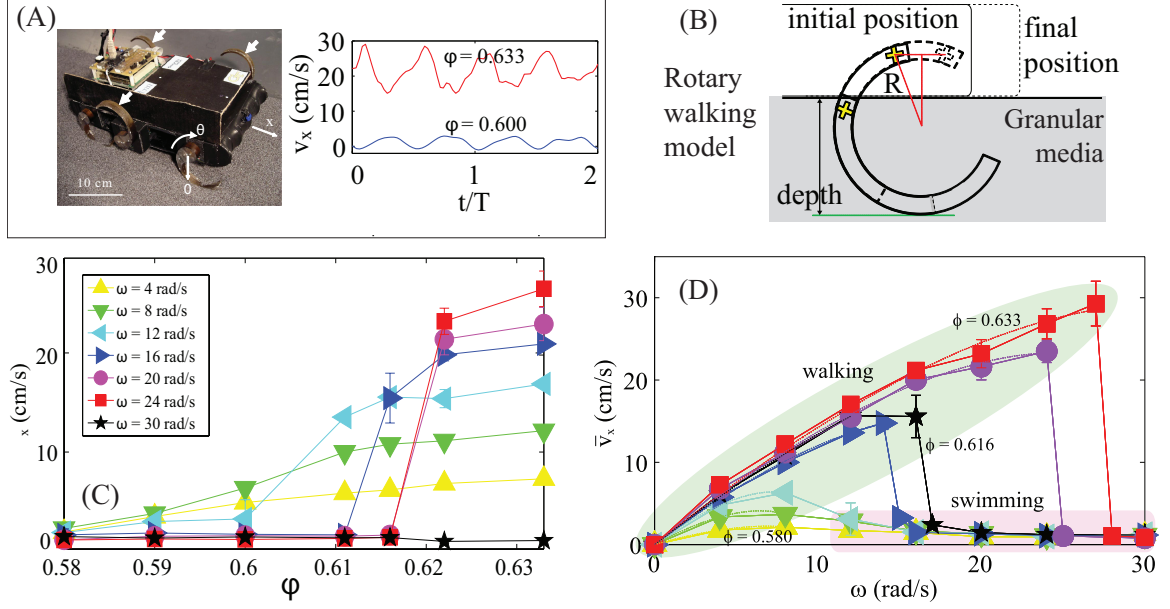 (A)
v_x (cm/s)
30
25
20
15
10
5
0
φ = 0.633
φ = 0.600
0
1
2
t/T
θ
x
0
10 cm
(B)
initial position
final
position
Rotary
walking
model
R
Granular
media
depth
(C)
x (cm/s)
30
20
10
0
ω = 4 rad/s
ω = 8 rad/s
ω = 12 rad/s
ω = 16 rad/s
ω = 20 rad/s
ω = 24 rad/s
ω = 30 rad/s
0.58
0.59
0.6
0.61
0.62
0.63
φ
(D)
v̄_x (cm/s)
30
20
10
0
ϕ = 0.633
walking
ϕ = 0.616
swimming
ϕ = 0.580
0
10
20
30
ω (rad/s)